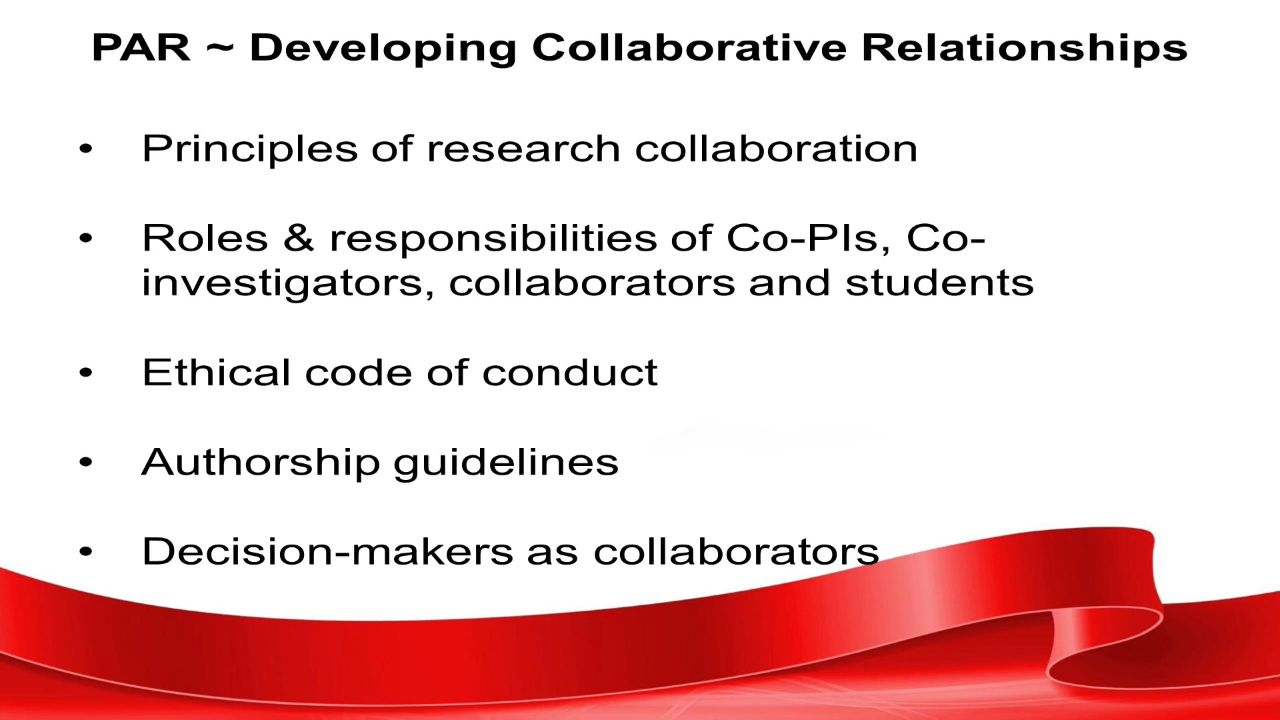 PAR ~ Developing Collaborative Relationships
• Principles of research collaboration
• Roles & responsibilities of Co-PIs, Co-
investigators, collaborators and students
• Ethical code of conduct
• Authorship guidelines
• Decision-makers as collaborators